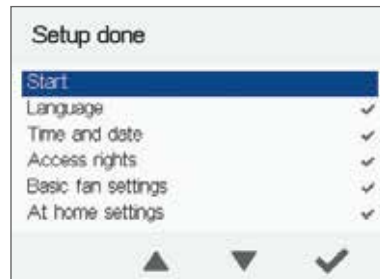 Setup done
Start
Language
Time and date
Access rights
Basic fan settings
At home settings